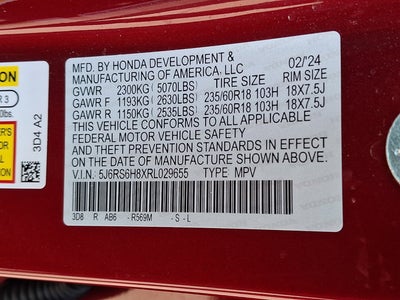 MFD. BY HONDA DEVELOPMENT & 02/'24
MANUFACTURING OF AMERICA, LLC
GVWR 2300KG (5070LBS) TIRE SIZE RIM SIZE
GAWR F 1193KG (2630LBS) 235/60R18 103H 18X7.5J
GAWR R 1150KG (2535LBS) 235/60R18 103H 18X7.5J
THIS VEHICLE CONFORMS TO ALL APPLICABLE
FEDERAL MOTOR VEHICLE SAFETY
AND THEFT PREVENTION STANDARDS IN EFFECT
ON THE DATE OF MANUFACTURE SHOWN ABOVE.
V.I.N. 5J6RS6H8XRL029655 TYPE MPV
3D8 R AB6 -R569M -S-L
3D4 A2